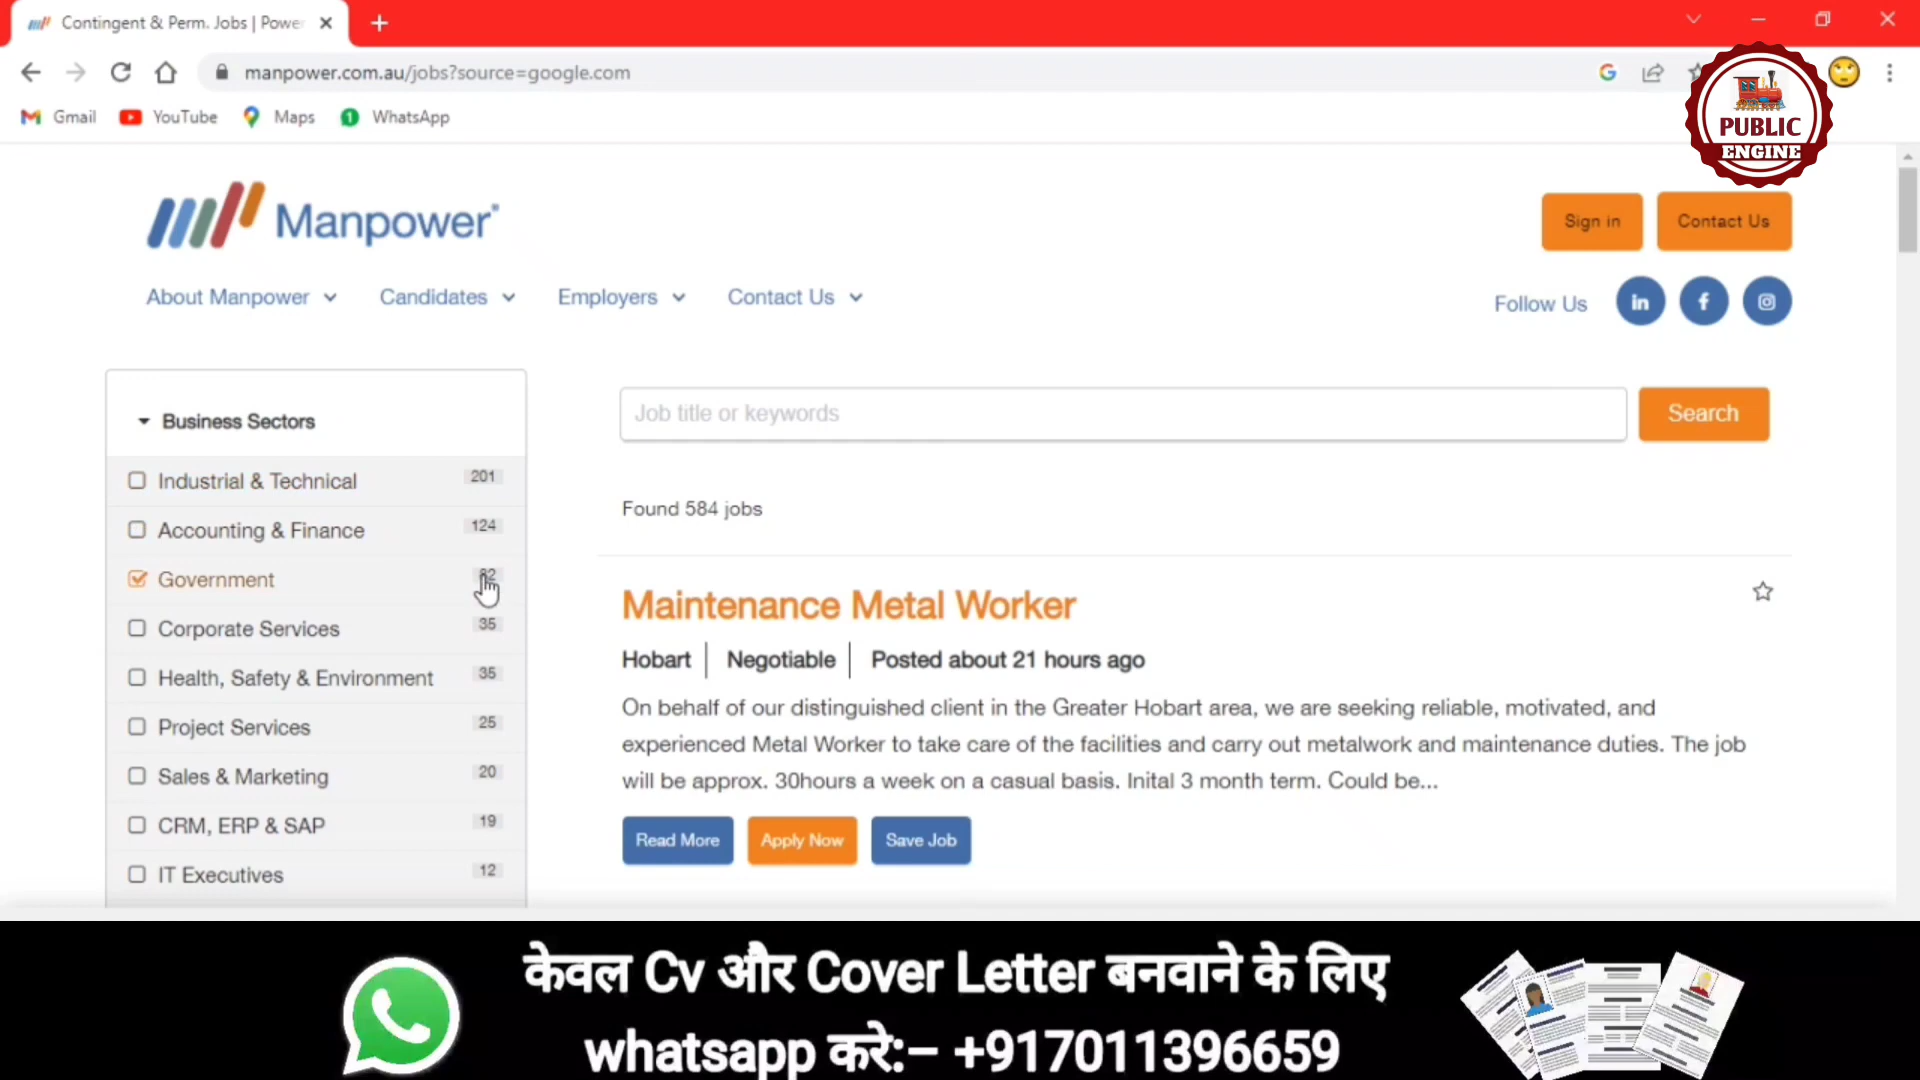 Contingent & Perm. Jobs | Power
manpower.com.au/jobs?source=google.com
Gmail YouTube Maps WhatsApp
PUBLIC
ENGINE
Manpower
Sign in Contact Us
About Manpower Candidates Employers Contact Us
Follow Us
Business Sectors
Industrial & Technical 201
Accounting & Finance 124
Government
Corporate Services 35
Health, Safety & Environment 35
Project Services 25
Sales & Marketing 20
CRM, ERP & SAP 19
IT Executives 12
Job title or keywords
Search
Found 584 jobs
Maintenance Metal Worker
Hobart Negotiable Posted about 21 hours ago
On behalf of our distinguished client in the Greater Hobart area, we are seeking reliable, motivated, and
experienced Metal Worker to take care of the facilities and carry out metalwork and maintenance duties. The job
will be approx. 30hours a week on a casual basis. Inital 3 month term. Could be...
Read More Apply Now Save Job
केवल Cv और Cover Letter बनवाने के लिए
whatsapp करे:– +917011396659